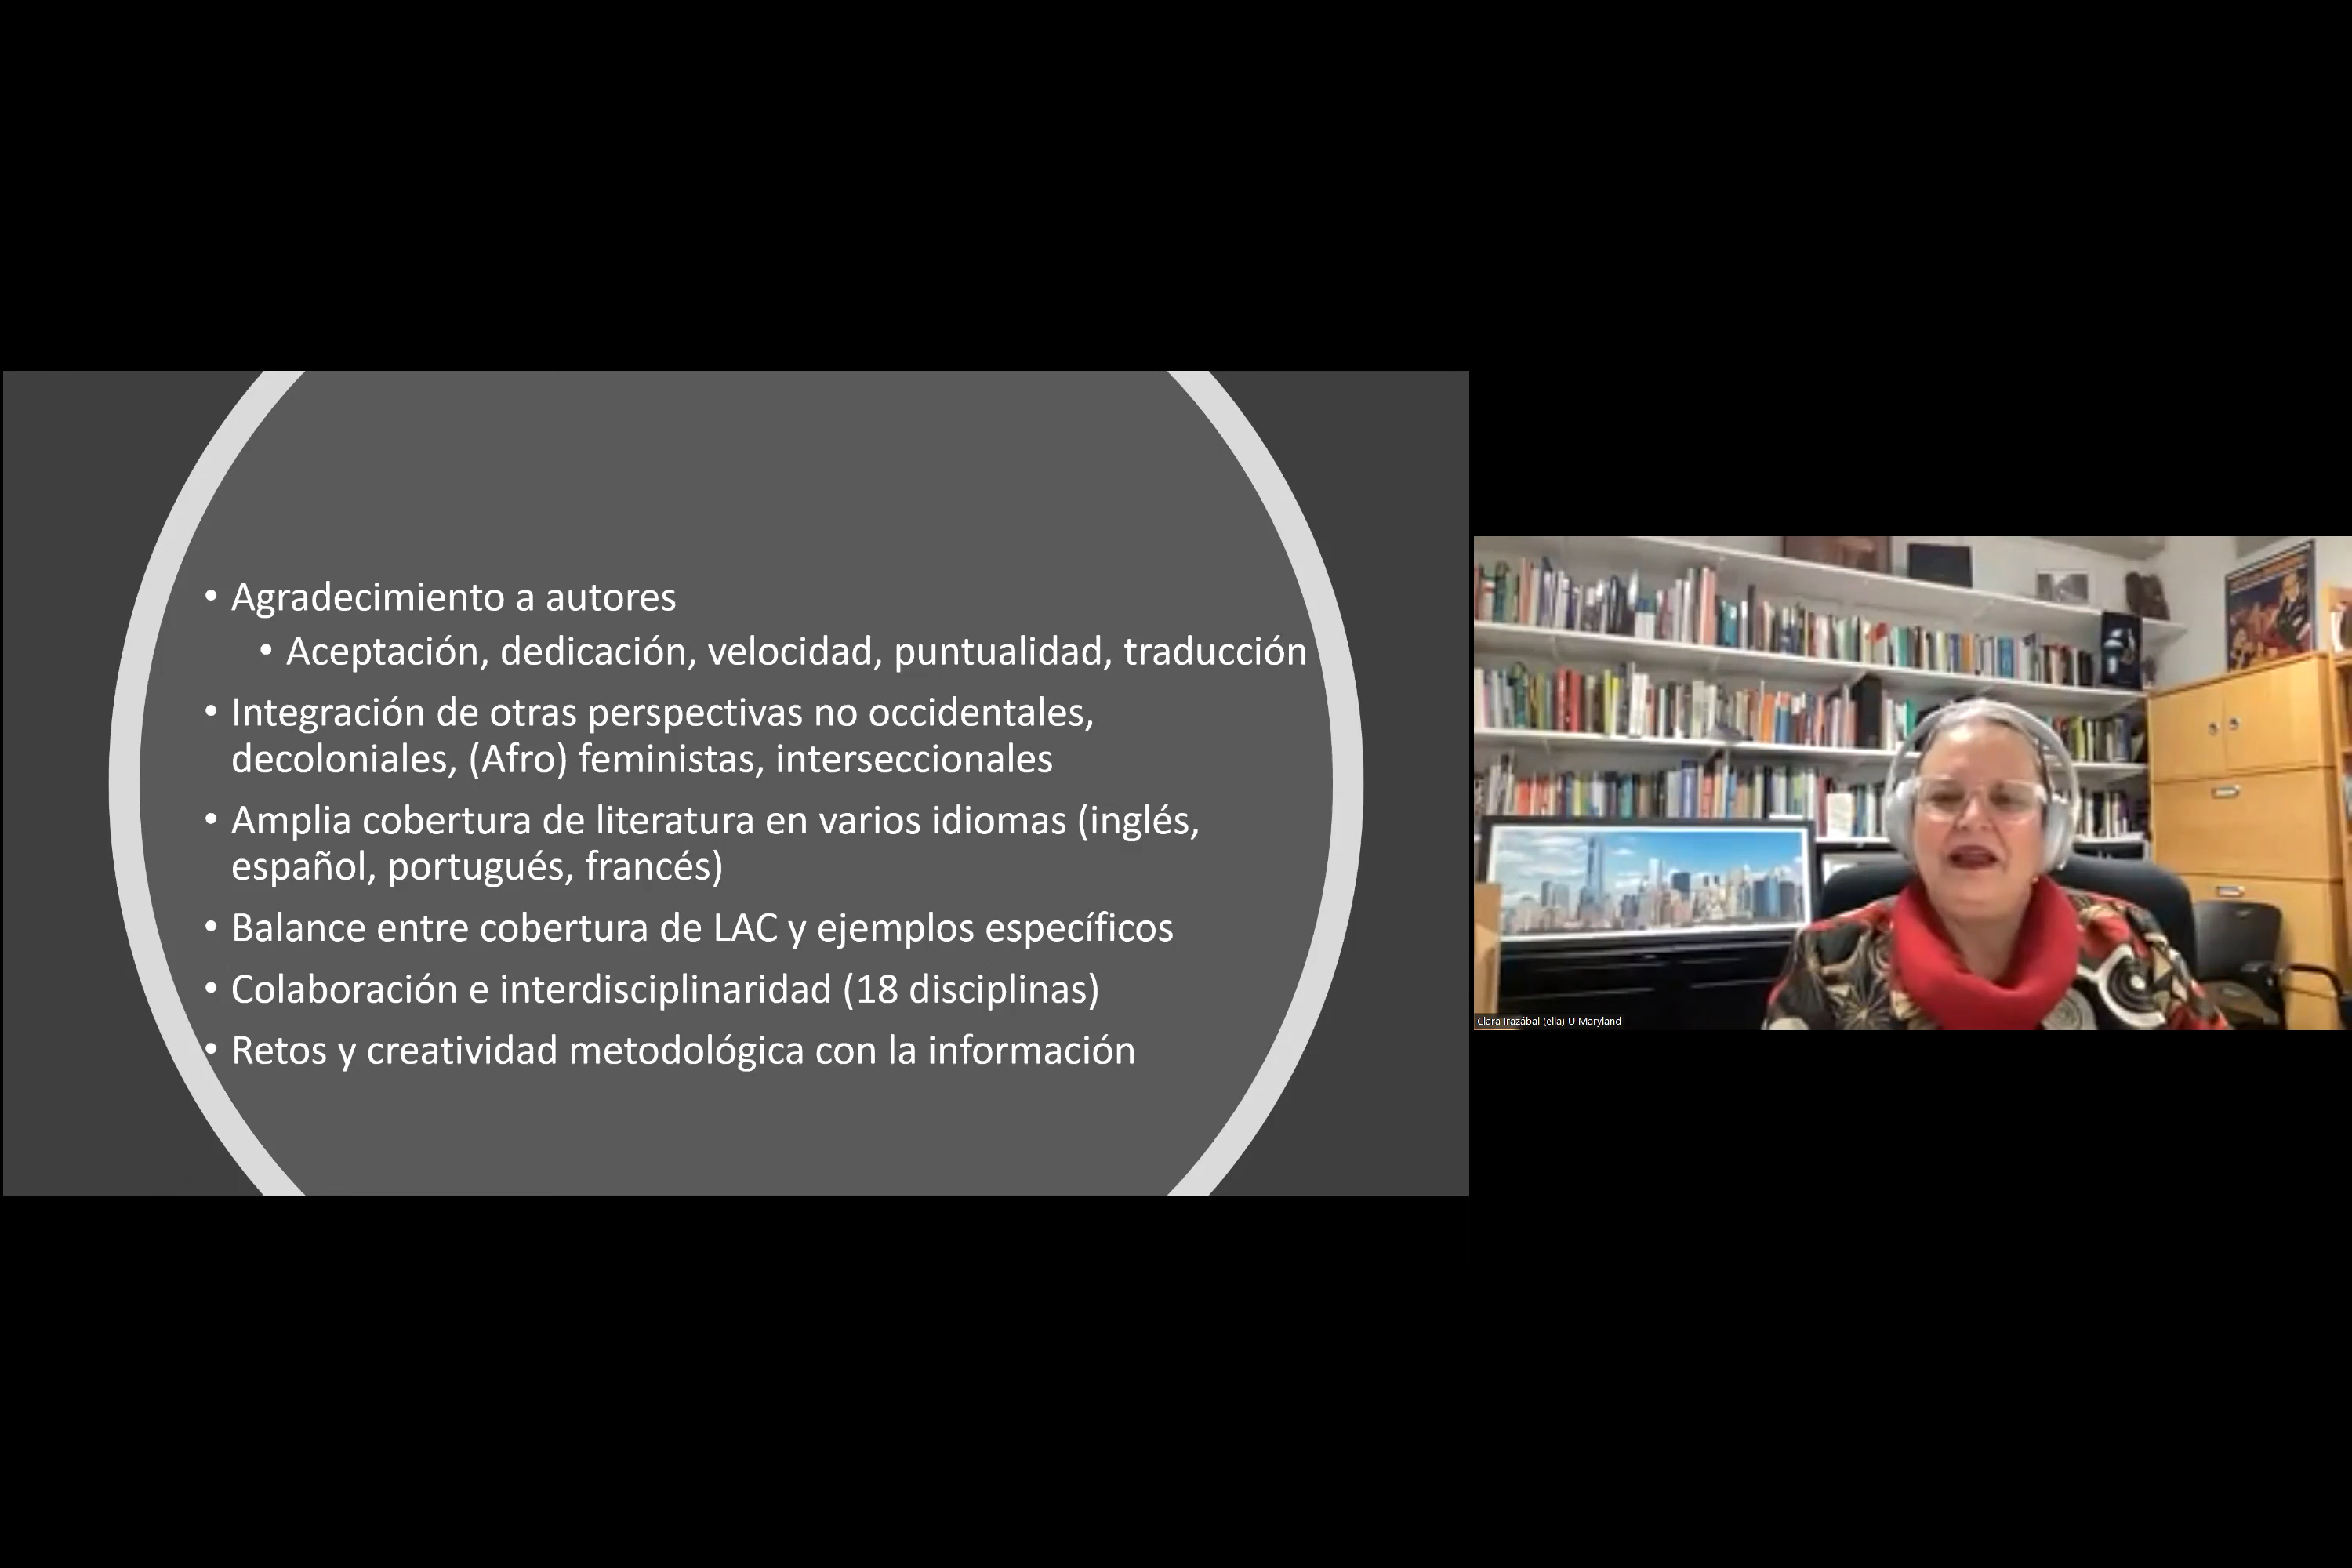 • Agradecimiento a autores
• Aceptación, dedicación, velocidad, puntualidad, traducción
• Integración de otras perspectivas no occidentales,
decoloniales, (Afro) feministas, interseccionales
• Amplia cobertura de literatura en varios idiomas (inglés,
español, portugués, francés)
• Balance entre cobertura de LAC y ejemplos específicos
• Colaboración e interdisciplinaridad (18 disciplinas)
• Retos y creatividad metodológica con la información
Clara Irazábal (ella) U Maryland